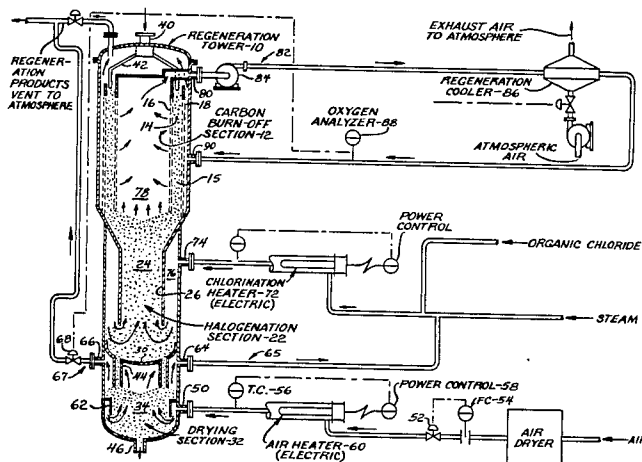 40
REGENERATION
TOWER-10
EXHAUST AIR
TO ATMOSPHERE
REGENER-
ATION
PRODUCTS
VENT TO
ATMOSPHERE
42
82
84
80
REGENERATION
COOLER-86
16
18
14
CARBON
BURN-OFF
SECTION-12
OXYGEN
ANALYZER-88
90
ATMOSPHERIC
AIR
15
78
74
POWER
CONTROL
ORGANIC CHLORIDE
24
76
26
CHLORINATION
HEATER-72
(ELECTRIC)
STEAM
HALOGENATION
SECTION-22
30
68
66
64
65
67
44
50
T.C.-56
POWER CONTROL-58
FC-54
62
34
52
DRYING
SECTION-32
AIR HEATER-60
(ELECTRIC)
AIR
DRYER
AIR
46